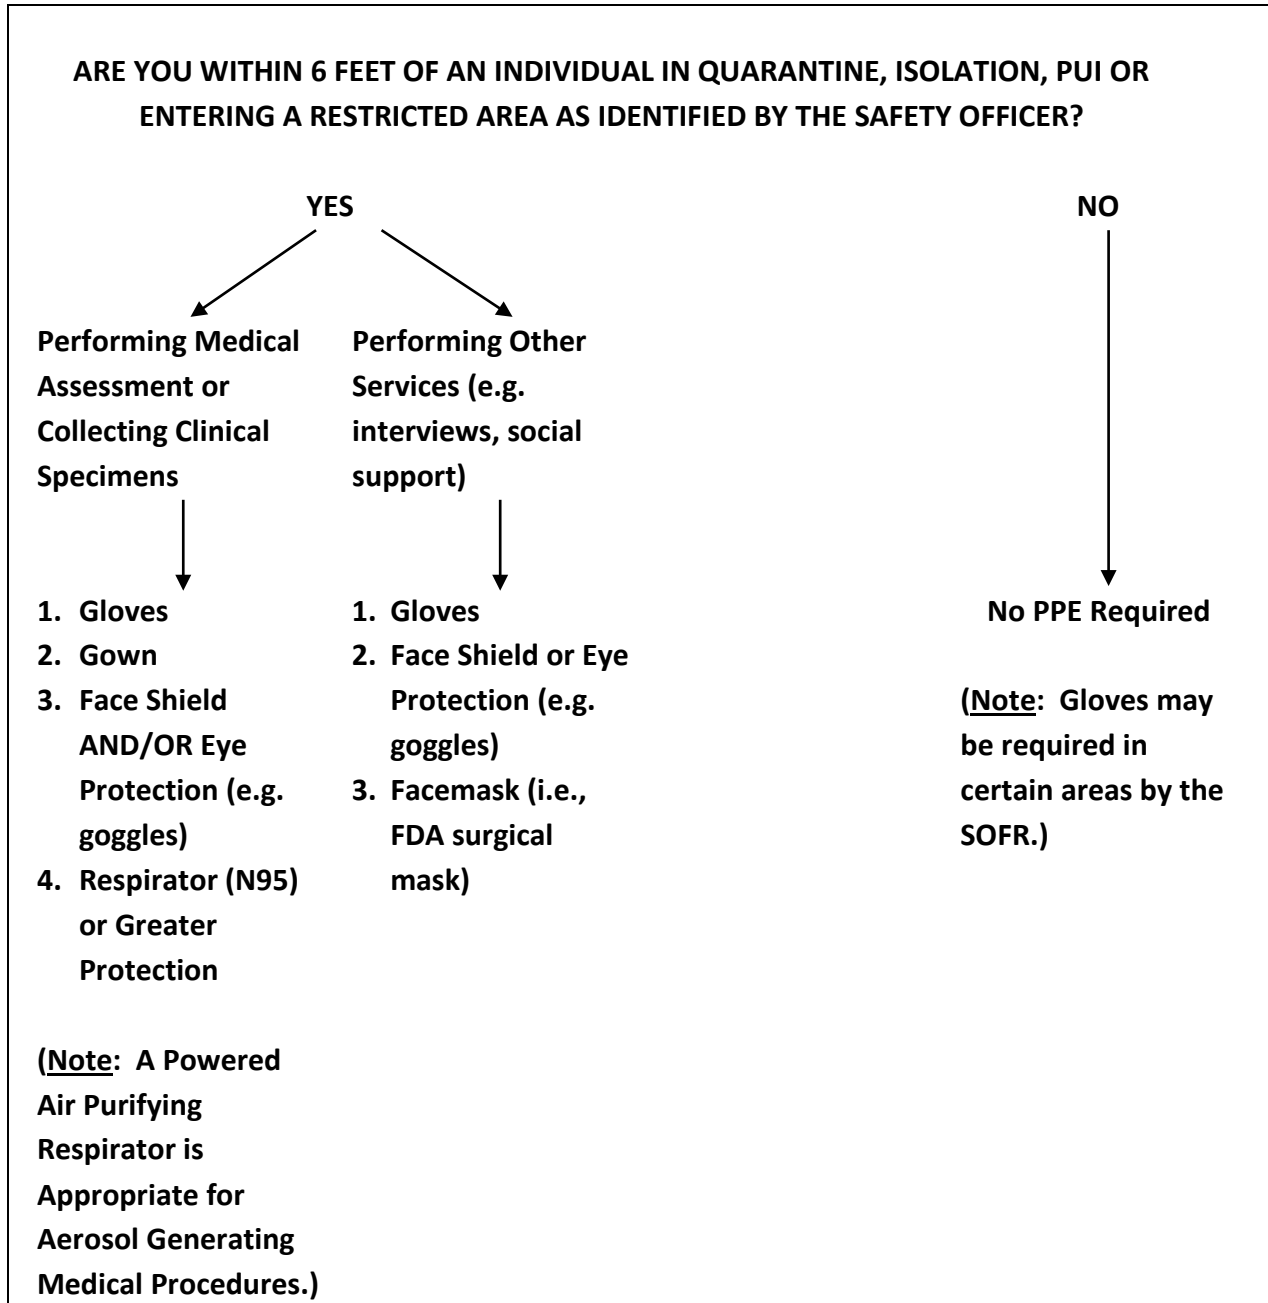 ARE YOU WITHIN 6 FEET OF AN INDIVIDUAL IN QUARANTINE, ISOLATION, PUI OR
ENTERING A RESTRICTED AREA AS IDENTIFIED BY THE SAFETY OFFICER?
YES
NO
Performing Medical
Assessment or
Collecting Clinical
Specimens
Performing Other
Services (e.g.
interviews, social
support)
1. Gloves
2. Gown
3. Face Shield
AND/OR Eye
Protection (e.g.
goggles)
4. Respirator (N95)
or Greater
Protection
(Note: A Powered
Air Purifying
Respirator is
Appropriate for
Aerosol Generating
Medical Procedures.)
1. Gloves
2. Face Shield or Eye
Protection (e.g.
goggles)
3. Facemask (i.e.,
FDA surgical
mask)
No PPE Required
(Note: Gloves may
be required in
certain areas by the
SOFR.)